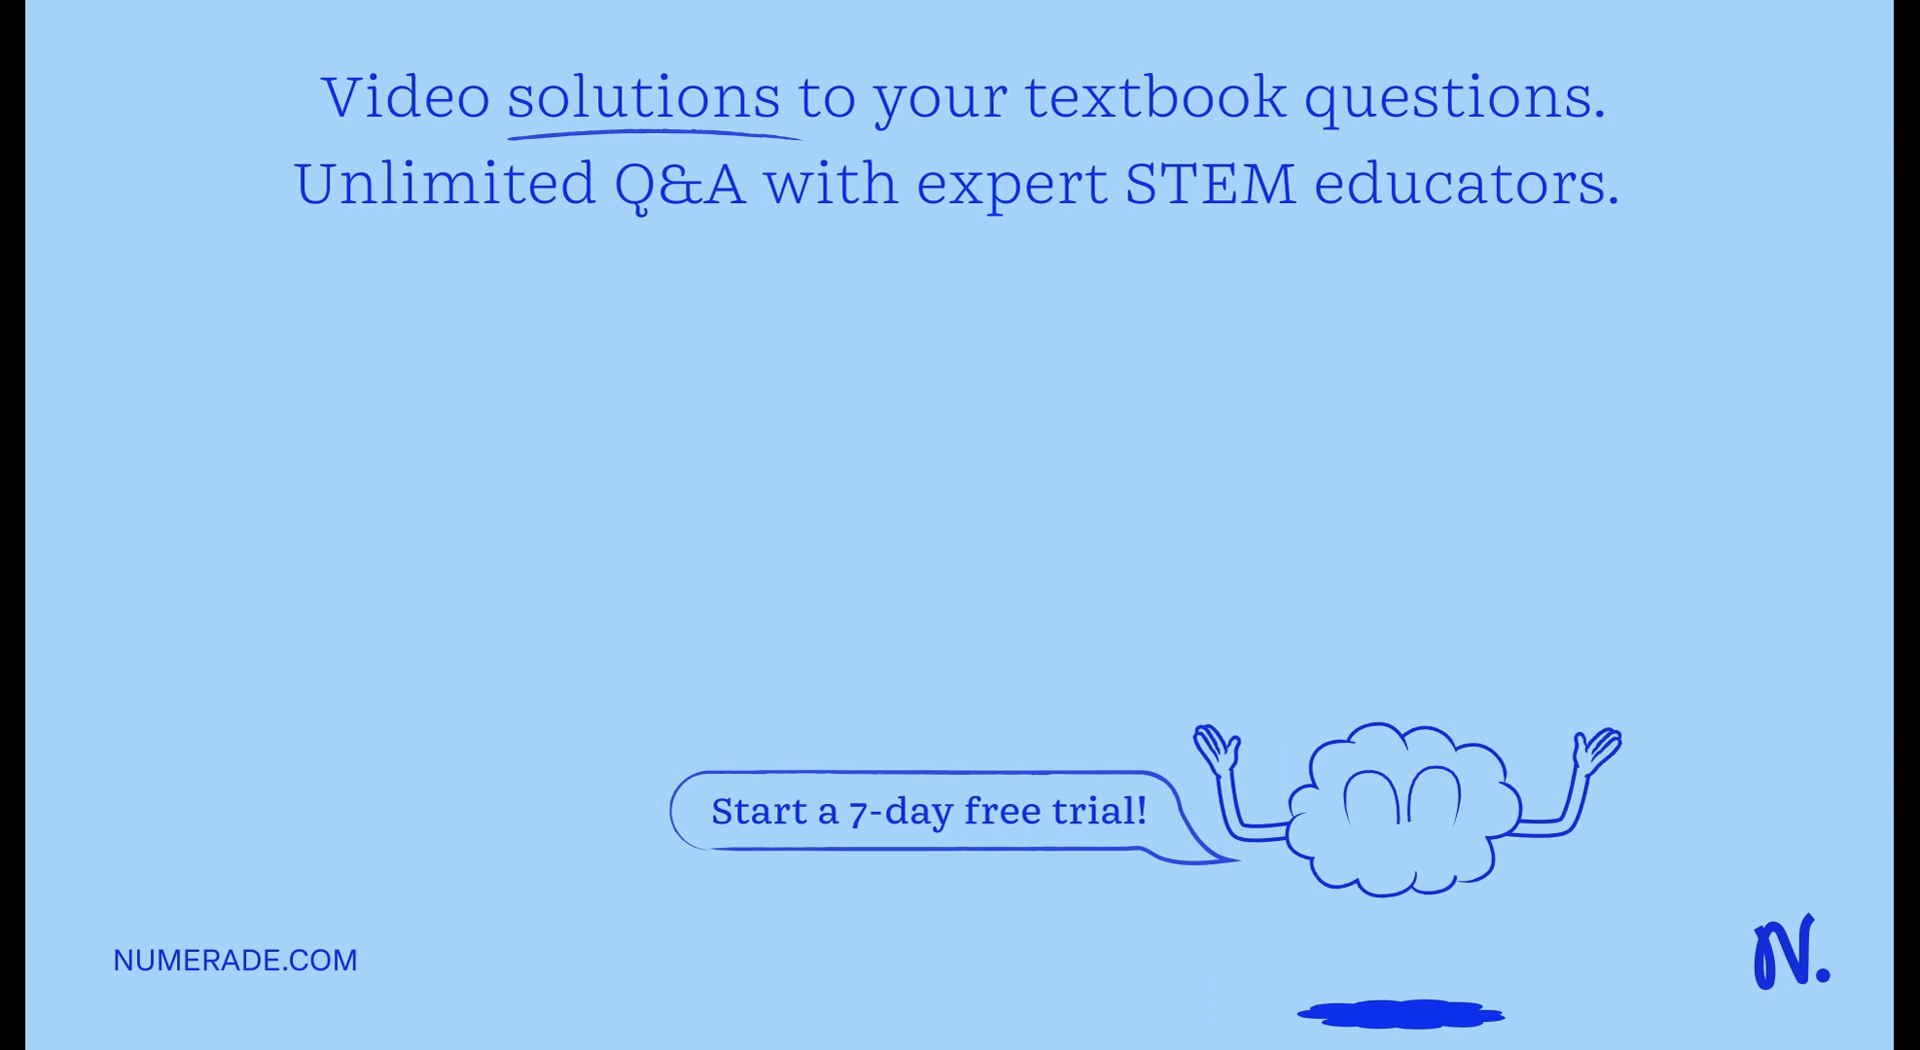 Video solutions to your textbook questions.
Unlimited Q&A with expert STEM educators.
Start a 7-day free trial!
NUMERADE.COM
N.